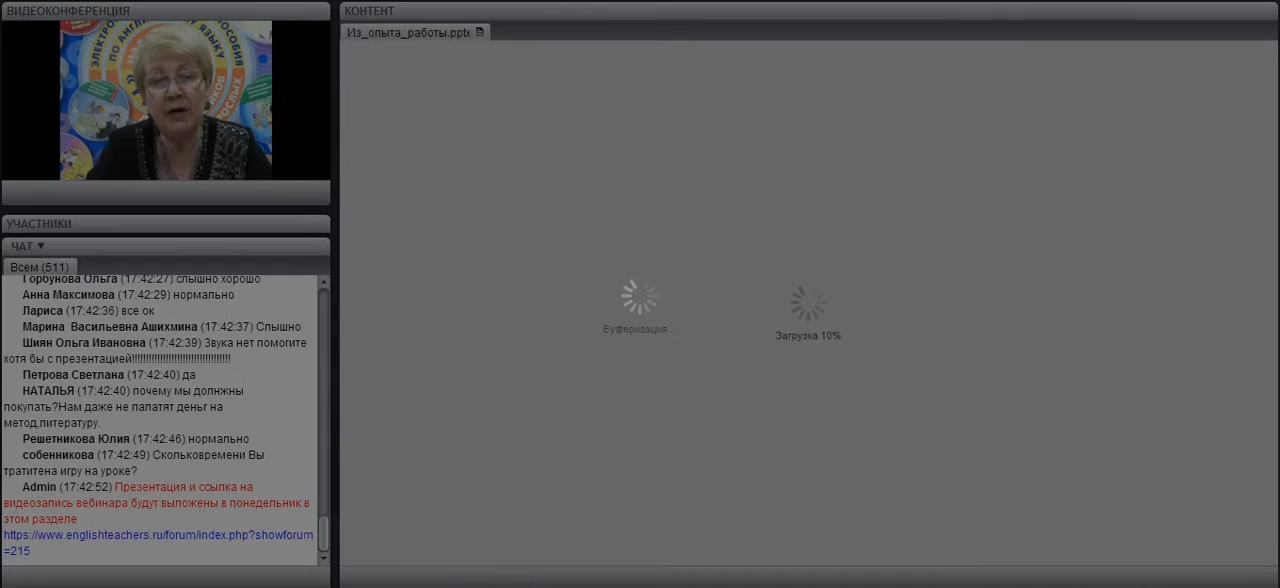 ВИДЕОКОНФЕРЕНЦИЯ
КОНТЕНТ
Из_опыта_работы.pptx
УЧАСТНИКИ
ЧАТ ▼
Всем (511)
Горбунова Ольга (17:42:27) слышно хорошо
Анна Максимова (17:42:29) нормально
Лариса (17:42:36) все ок
Марина Васильевна Ашихмина (17:42:37) Слышно
Шиян Ольга Ивановна (17:42:39) Звука нет помогите
хотя бы с презентацией!!!!!!!!!!!!!!!!!!!!!!!!!!!!!!!!!
Петрова Светлана (17:42:40) да
НАТАЛЬЯ (17:42:40) почему мы допнжны
покупать?Нам даже не палатят деньг на
метод,питературу.
Решетникова Юлия (17:42:46) нормально
собенникова (17:42:49) Скольковремени Вы
тратитена игру на уроке?
Admin (17:42:52) Презентация и ссылка на
видеозапись вебинара будут выложены в понедельник в
этом разделе
https://www.englishteachers.ru/forum/index.php?showforum
=215
Буферизация...
Загрузка 10%